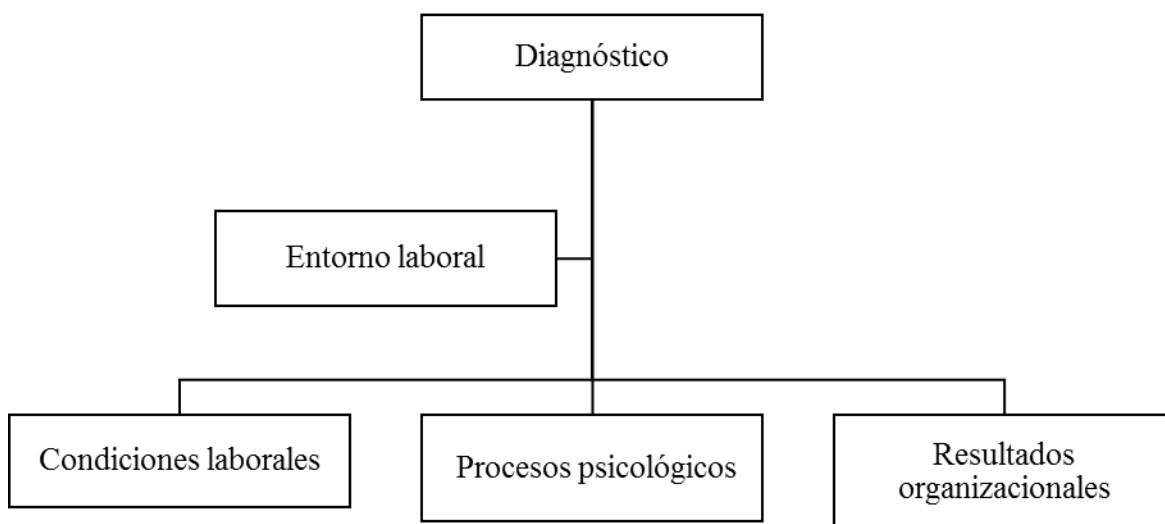 Diagnóstico
Entorno laboral
Condiciones laborales
Procesos psicológicos
Resultados
organizacionales